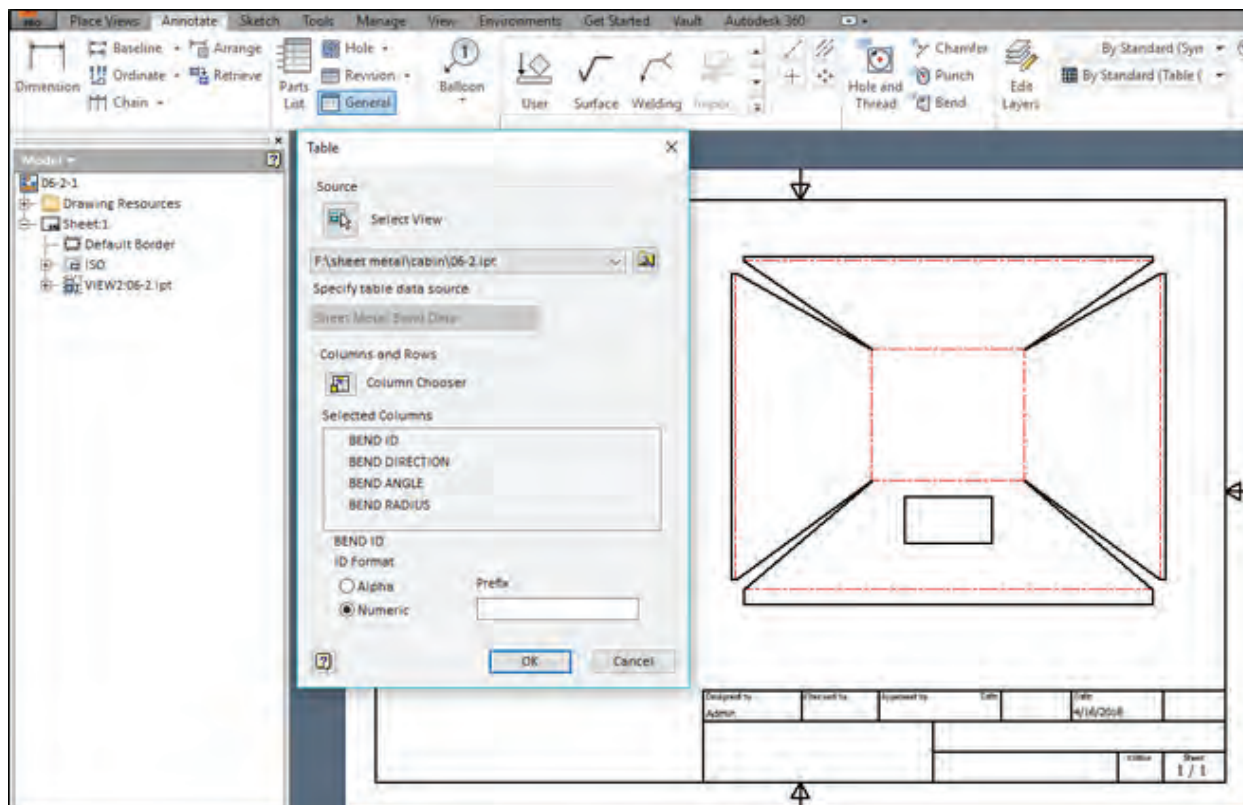 PRO Place Views Annotate Sketch Tools Manage View Environments Get Started Vault Autodesk 360
Dimension
Baseline
Ordinate
Chain
Arrange
Retrieve
Parts List
Hole
Revision
General
1
Balloon
User
Surface
Welding
Hole and Thread
Chamfer
Punch
Bend
Edit Layers
By Standard (Syn
By Standard (Table (
Model
06-2-1
Drawing Resources
Sheet:1
Default Border
ISO
VIEW2:06-2.ipt
Table
Source
Select View
F:\sheet metal\cabin\06-2.ipt
Specify table data source
Sheet Metal Bend Data
Columns and Rows
Column Chooser
Selected Columns
BEND ID
BEND DIRECTION
BEND ANGLE
BEND RADIUS
BEND ID
ID Format
Alpha
Numeric
Prefix
OK
Cancel
Designed by
Admin
Checked by
Approved by
Date
Date
4/16/2018
Sheet
1 / 1